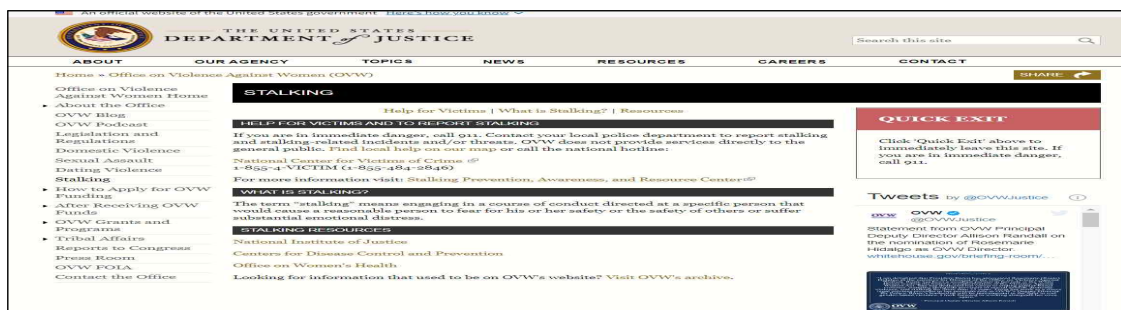 An official website of the United States government Here's how you know
THE UNITED STATES
DEPARTMENT of JUSTICE
Search this site
ABOUT OUR AGENCY TOPICS NEWS RESOURCES CAREERS CONTACT
Home » Office on Violence Against Women (OVW)
SHARE
Office on Violence
Against Women Home
About the Office
OVW Blog
OVW Podcast
Legislation and
Regulations
Domestic Violence
Sexual Assault
Dating Violence
Stalking
How to Apply for OVW
Funding
After Receiving OVW
Funds
OVW Grants and
Programs
Tribal Affairs
Reports to Congress
Press Room
OVW FOIA
Contact the Office
STALKING
Help for Victims | What is Stalking? | Resources
HELP FOR VICTIMS AND TO REPORT STALKING
If you are in immediate danger, call 911. Contact your local police department to report stalking
and stalking-related incidents and/or threats. OVW does not provide services directly to the
general public. Find local help on our map or call the national hotline:
National Center for Victims of Crime
1-855-4-VICTIM (1-855-484-2846)
For more information visit: Stalking Prevention, Awareness, and Resource Center
WHAT IS STALKING?
The term "stalking" means engaging in a course of conduct directed at a specific person that
would cause a reasonable person to fear for his or her safety or the safety of others or suffer
substantial emotional distress.
STALKING RESOURCES
National Institute of Justice
Centers for Disease Control and Prevention
Office on Women's Health
Looking for information that used to be on OVW's website? Visit OVW's archive.
QUICK EXIT
Click 'Quick Exit' above to
immediately leave this site. If
you are in immediate danger,
call 911.
Tweets by @OVWJustice
OVW
OVW
@OVWJustice
Statement from OVW Principal
Deputy Director Allison Randall on
the nomination of Rosemarie
Hidalgo as OVW Director.
whitehouse.gov/briefing-room/...
OVW